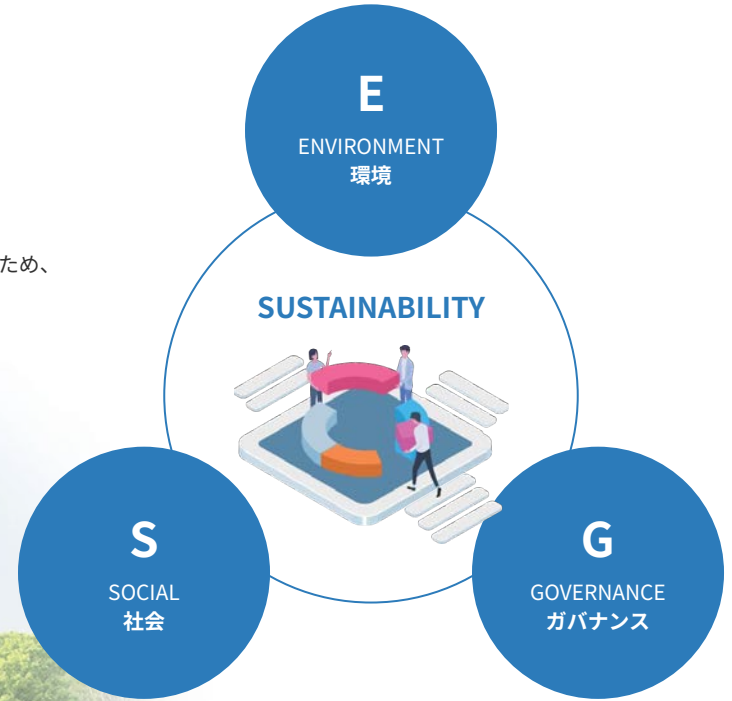 E
ENVIRONMENT
環境
ため、
SUSTAINABILITY
S
SOCIAL
社会
G
GOVERNANCE
ガバナンス